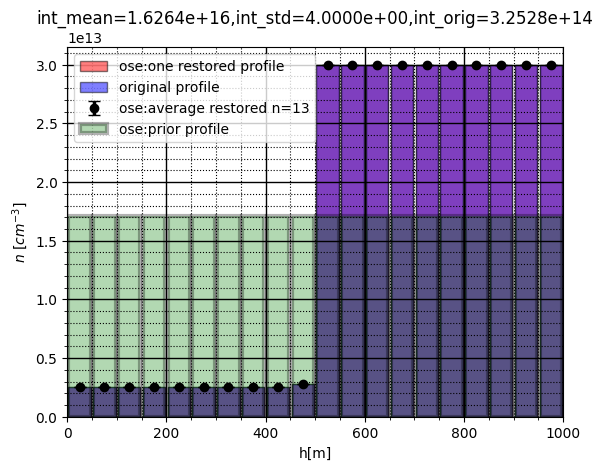 int_mean=1.6264e+16,int_std=4.0000e+00,int_orig=3.2528e+14
1e13
ose:one restored profile
original profile
ose:average restored n=13
ose:prior profile
3.0
2.5
2.0
1.5
1.0
0.5
0.0
n [cm⁻³]
0 200 400 600 800 1000
h[m]